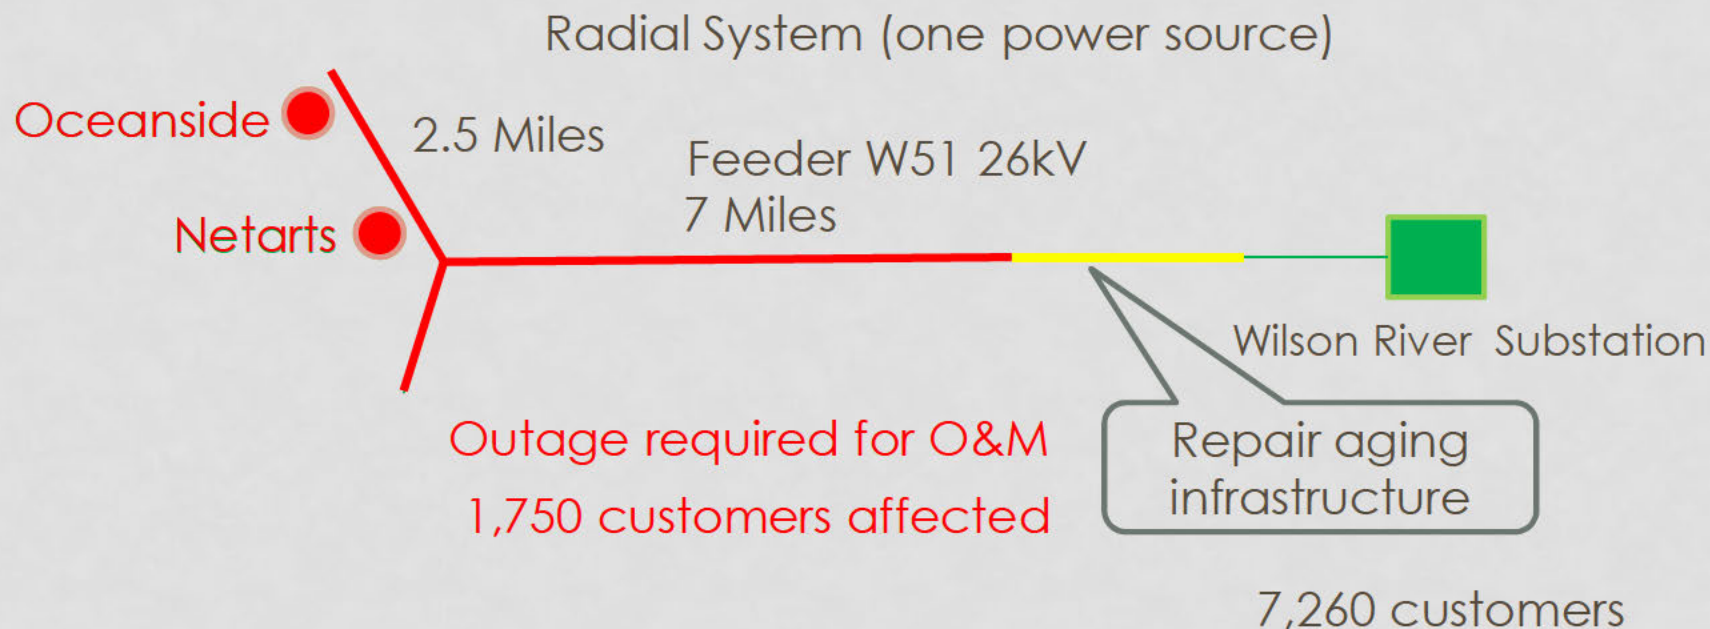 Radial System (one power source)
Oceanside
2.5 Miles
Feeder W51 26kV
7 Miles
Netarts
Wilson River Substation
Outage required for O&M
1,750 customers affected
Repair aging
infrastructure
7,260 customers